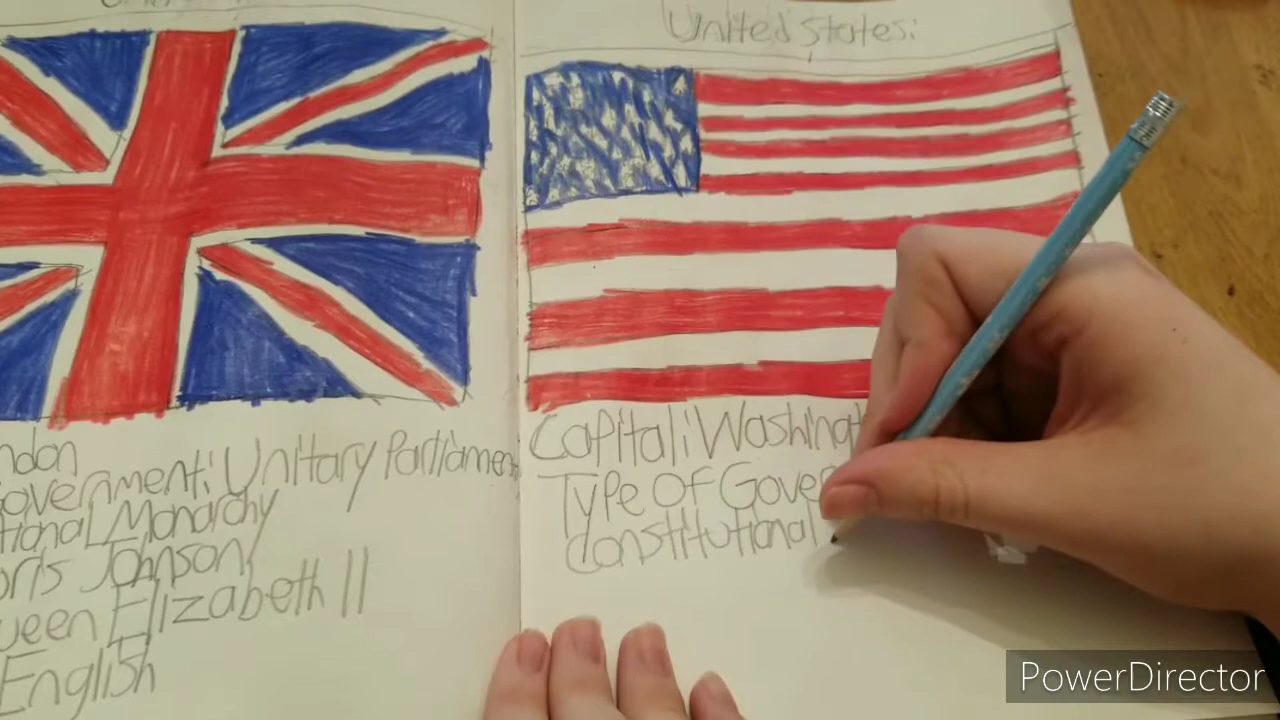 ndon
overnment: Unitary Parliament
tional Monarchy
oris Johnson
ueen Elizabeth II
English
United States:
Capital: Washingt
Type Of Gover
Constitutional
PowerDirector